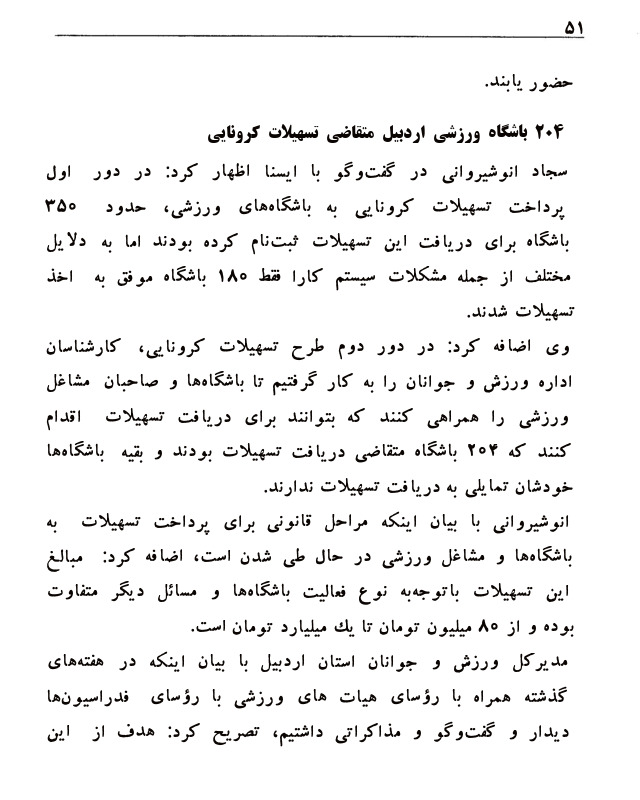 ۵۱
حضور یابند.
۲۰۴ باشگاه ورزشی اردبیل متقاضی تسهیلات کرونایی
سجاد انوشیروانی در گفت‌وگو با ایسنا اظهار کرد: در دور اول
پرداخت تسهیلات کرونایی به باشگاه‌های ورزشی، حدود ۳۵۰
باشگاه برای دریافت این تسهیلات ثبت‌نام کرده بودند اما به دلایل
مختلف از جمله مشکلات سیستم کارا فقط ۱۸۰ باشگاه موفق به اخذ
تسهیلات شدند.
وی اضافه کرد: در دور دوم طرح تسهیلات کرونایی، کارشناسان
اداره ورزش و جوانان را به کار گرفتیم تا باشگاه‌ها و صاحبان مشاغل
ورزشی را همراهی کنند که بتوانند برای دریافت تسهیلات اقدام
کنند که ۲۰۴ باشگاه متقاضی دریافت تسهیلات بودند و بقیه باشگاه‌ها
خودشان تمایلی به دریافت تسهیلات ندارند.
انوشیروانی با بیان اینکه مراحل قانونی برای پرداخت تسهیلات به
باشگاه‌ها و مشاغل ورزشی در حال طی شدن است، اضافه کرد: مبالغ
این تسهیلات باتوجه‌به نوع فعالیت باشگاه‌ها و مسائل دیگر متفاوت
بوده و از ۸۰ میلیون تومان تا یك میلیارد تومان است.
مدیرکل ورزش و جوانان استان اردبیل با بیان اینکه در هفته‌های
گذشته همراه با رؤسای هیات های ورزشی با رؤسای فدراسیون‌ها
دیدار و گفت‌وگو و مذاکراتی داشتیم، تصریح کرد: هدف از این